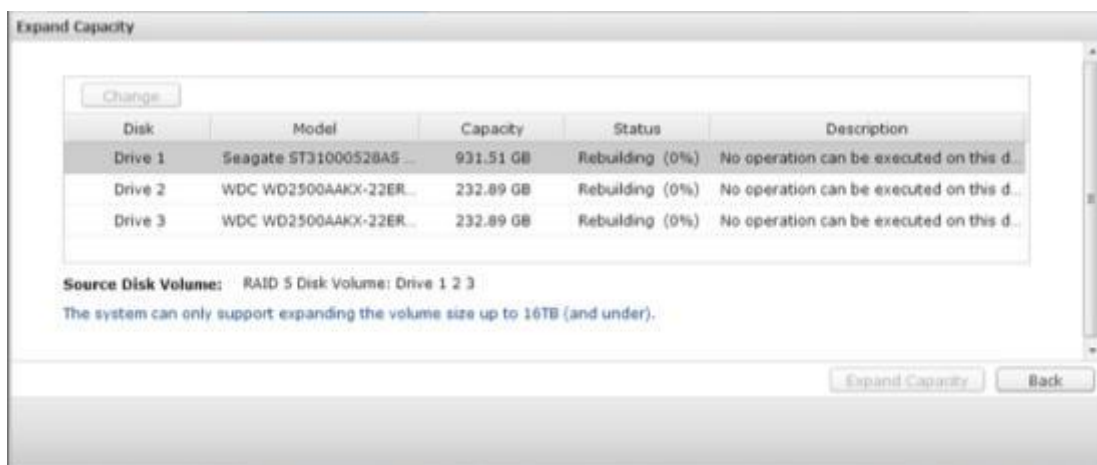 Expand Capacity
Change
Disk Model Capacity Status Description
Drive 1 Seagate ST31000528AS ... 931.51 GB Rebuilding (0%) No operation can be executed on this d...
Drive 2 WDC WD2500AAKX-22ER... 232.89 GB Rebuilding (0%) No operation can be executed on this d...
Drive 3 WDC WD2500AAKX-22ER... 232.89 GB Rebuilding (0%) No operation can be executed on this d...
Source Disk Volume: RAID 5 Disk Volume: Drive 1 2 3
The system can only support expanding the volume size up to 16TB (and under).
Expand Capacity Back